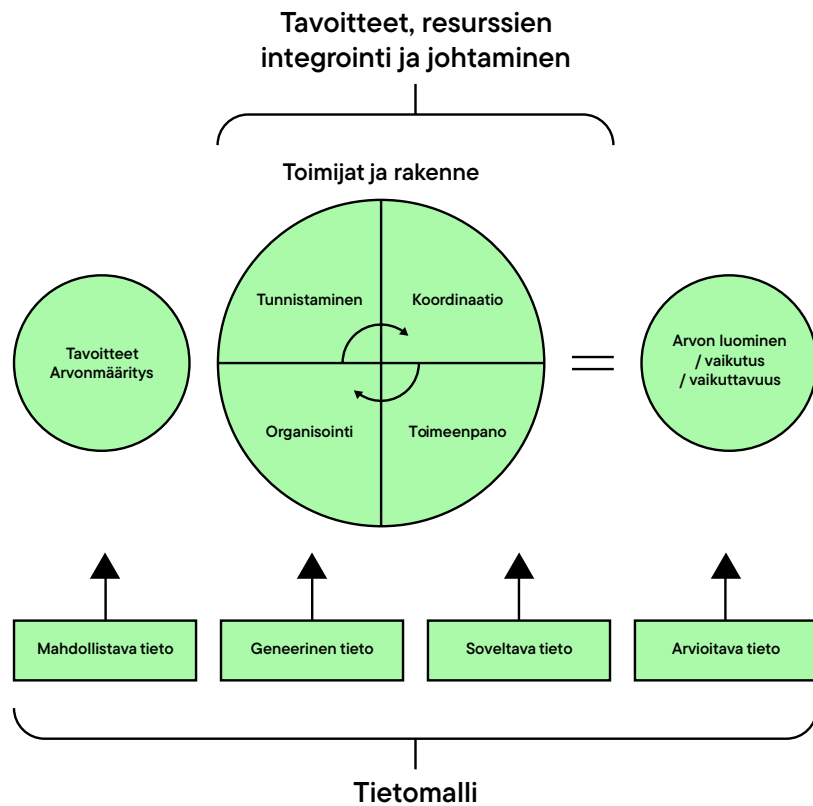 Tavoitteet, resurssien
integrointi ja johtaminen
Toimijat ja rakenne
Tunnistaminen
Koordinaatio
Tavoitteet
Arvonmääritys
Arvon luominen
/ vaikutus
/ vaikuttavuus
Organisointi
Toimeenpano
Mahdollistava tieto
Geneerinen tieto
Soveltava tieto
Arvioitava tieto
Tietomalli